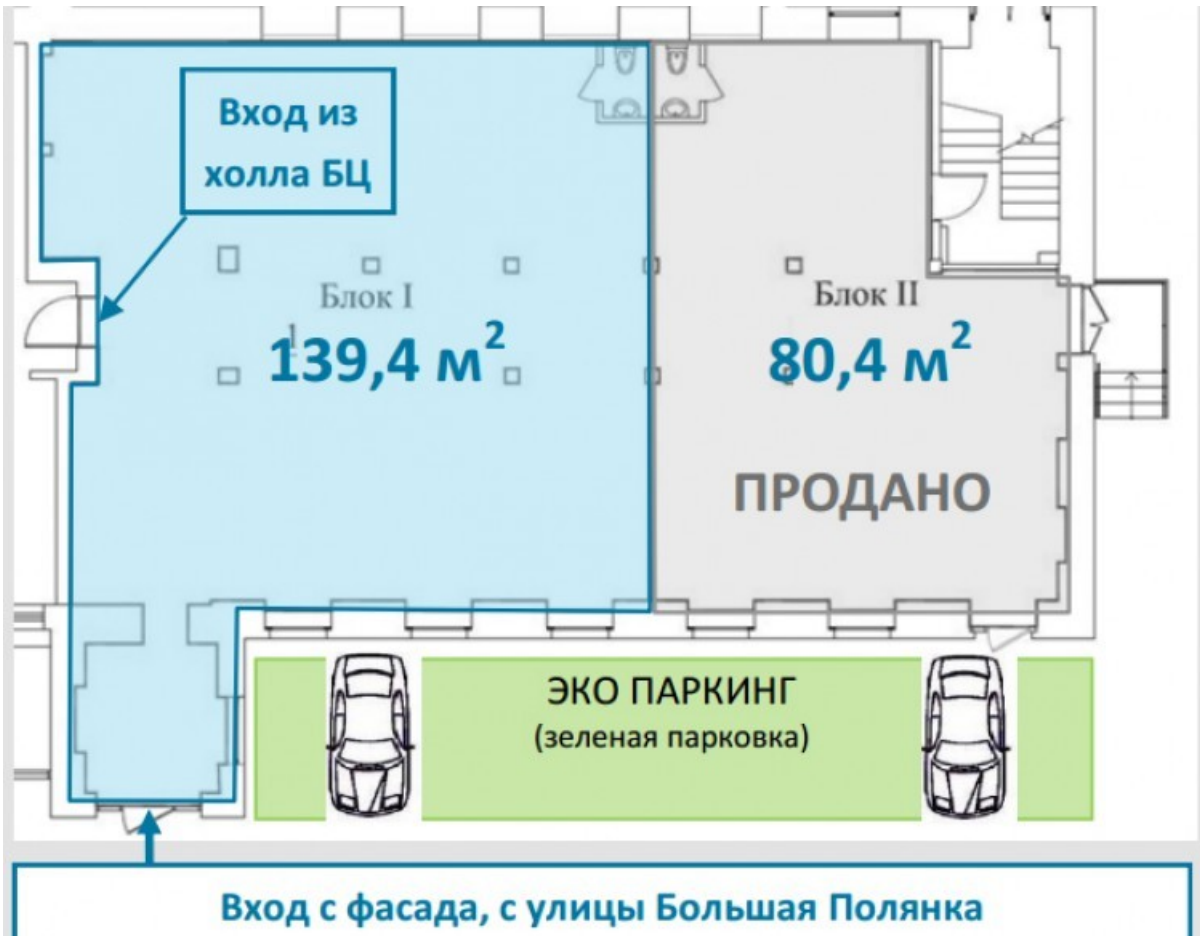 Вход из
холла БЦ
Блок I
1
139,4 м²
Блок II
80,4 м²
ПРОДАНО
ЭКО ПАРКИНГ
(зеленая парковка)
Вход с фасада, с улицы Большая Полянка